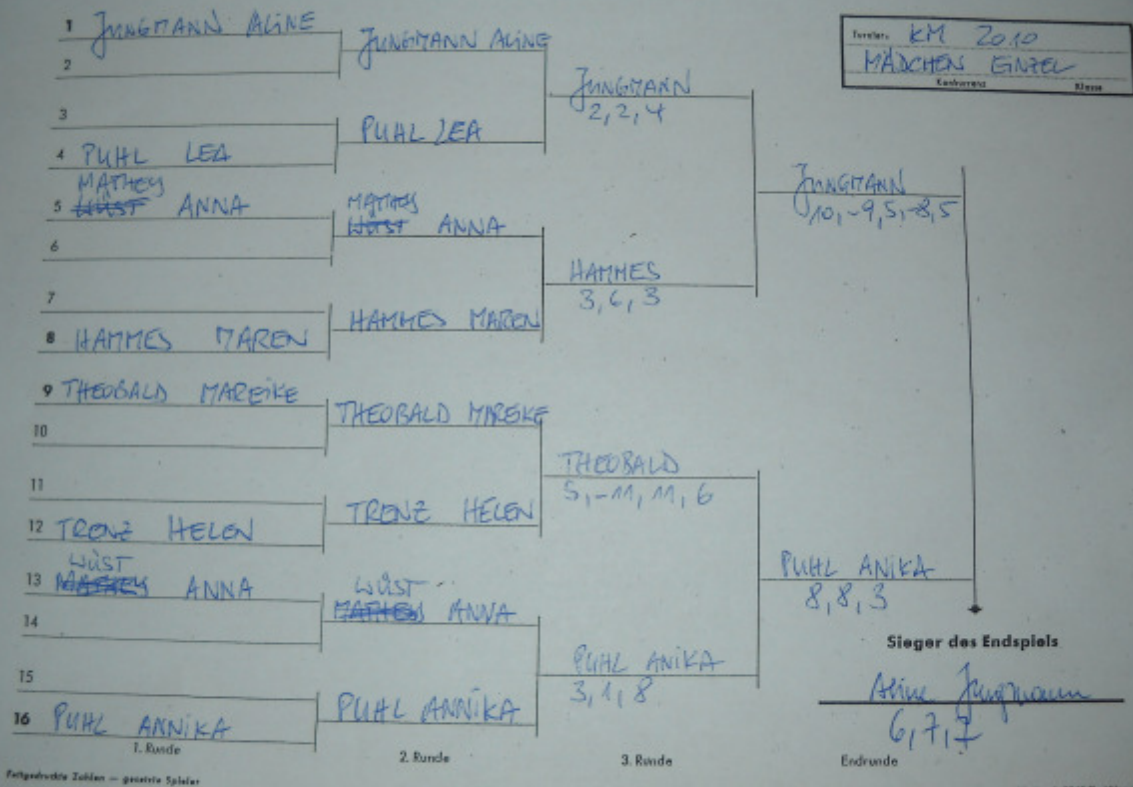 Turnier: KM 2010
MÄDCHEN EINZEL
Konkurrenz Klasse
1 JUNGMANN ALINE
2
3
4 PUHL LEA
MATHEY
5 WÜST ANNA
6
7
8 HAMMES MAREN
9 THEOBALD MAREIKE
10
11
12 TRENZ HELEN
WÜST
13 MATHEY ANNA
14
15
16 PUHL ANNIKA
1. Runde
JUNGMANN ALINE
PUHL LEA
MATHEY
WÜST ANNA
HAMMES MAREN
THEOBALD MAREIKE
TRENZ HELEN
WÜST
MATHEY ANNA
PUHL ANNIKA
2. Runde
JUNGMANN
2, 2, 4
HAMMES
3, 6, 3
THEOBALD
5, -11, 11, 6
PUHL ANIKA
3, 1, 8
3. Runde
JUNGMANN
10, -9, 5, -8, 5
PUHL ANIKA
8, 8, 3
Sieger des Endspiels
Aline Jungmann
6, 7, 7
Endrunde
Fettgedruckte Zahlen — gesetzte Spieler